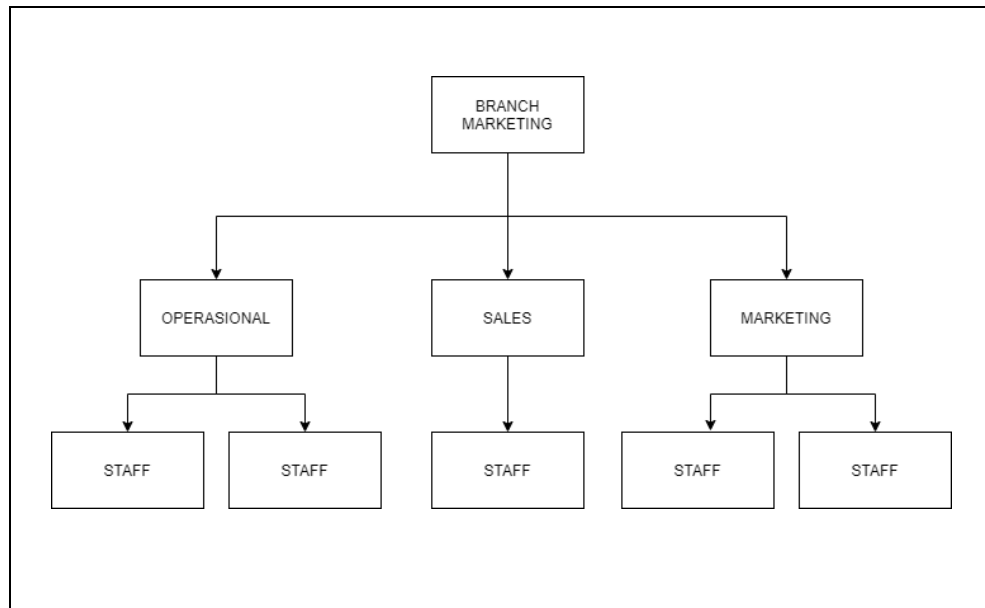 BRANCH
MARKETING
OPERASIONAL
SALES
MARKETING
STAFF
STAFF
STAFF
STAFF
STAFF